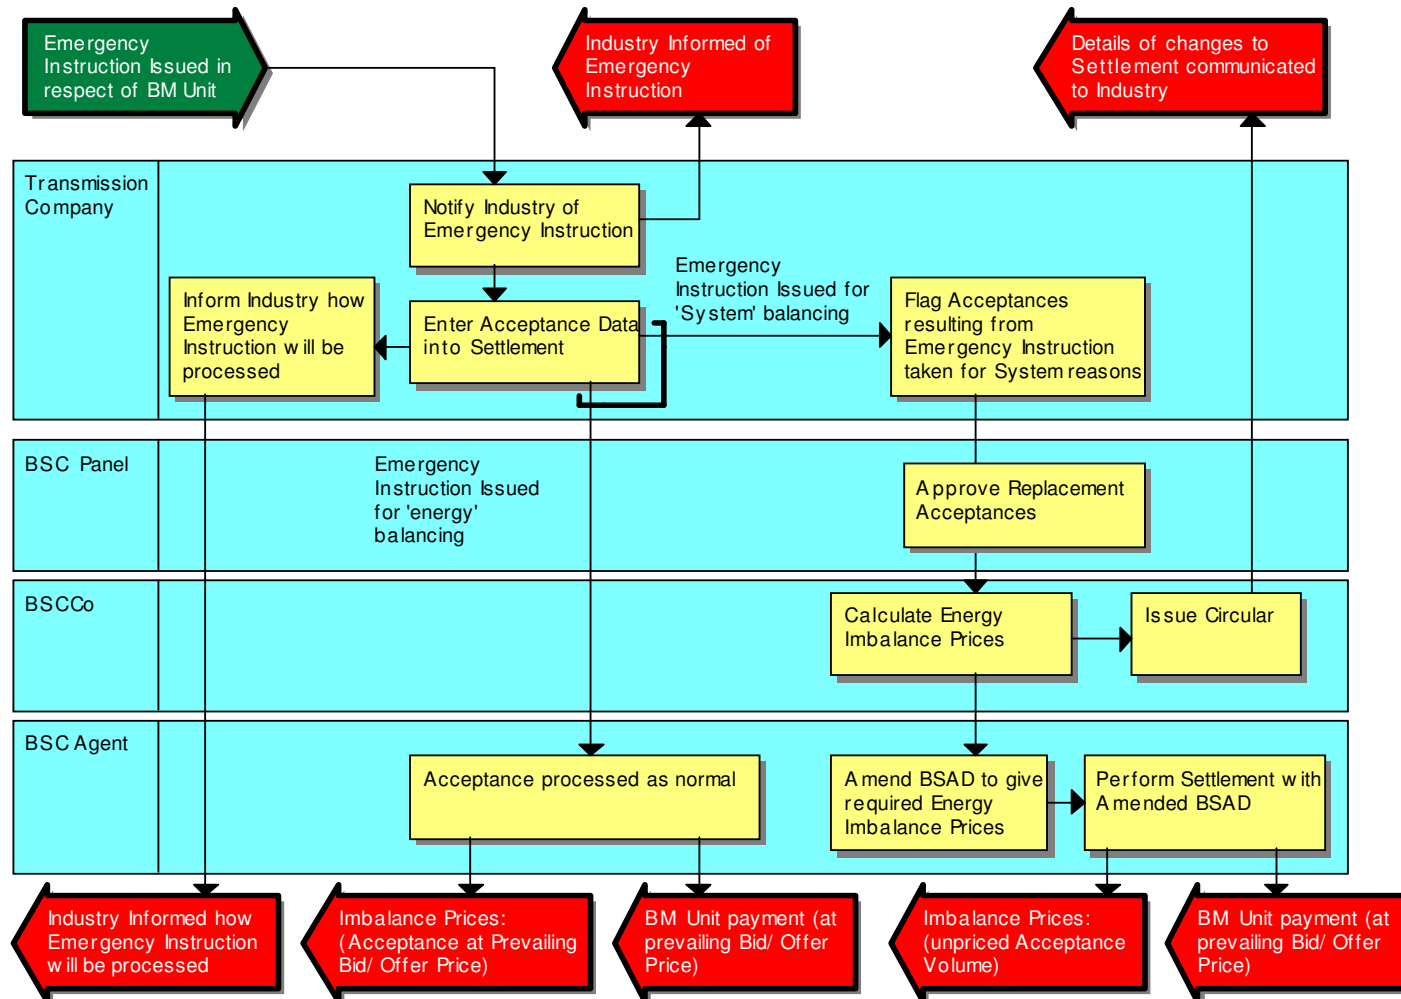 Emergency
Instruction Issued in
respect of BM Unit
Industry Informed of
Emergency
Instruction
Details of changes to
Settlement communicated
to Industry
Transmission
Company
Notify Industry of
Emergency Instruction
Emergency
Instruction Issued for
'System' balancing
Inform Industry how
Emergency
Instruction will be
processed
Enter Acceptance Data
into Settlement
Flag Acceptances
resulting from
Emergency Instruction
taken for System reasons
BSC Panel
Emergency
Instruction Issued
for 'energy'
balancing
Approve Replacement
Acceptances
BSCCo
Calculate Energy
Imbalance Prices
Issue Circular
BSC Agent
Acceptance processed as normal
Amend BSAD to give
required Energy
Imbalance Prices
Perform Settlement with
Amended BSAD
Industry Informed how
Emergency Instruction
will be processed
Imbalance Prices:
(Acceptance at Prevailing
Bid/ Offer Price)
BM Unit payment (at
prevailing Bid/ Offer
Price)
Imbalance Prices:
(unpriced Acceptance
Volume)
BM Unit payment (at
prevailing Bid/ Offer
Price)